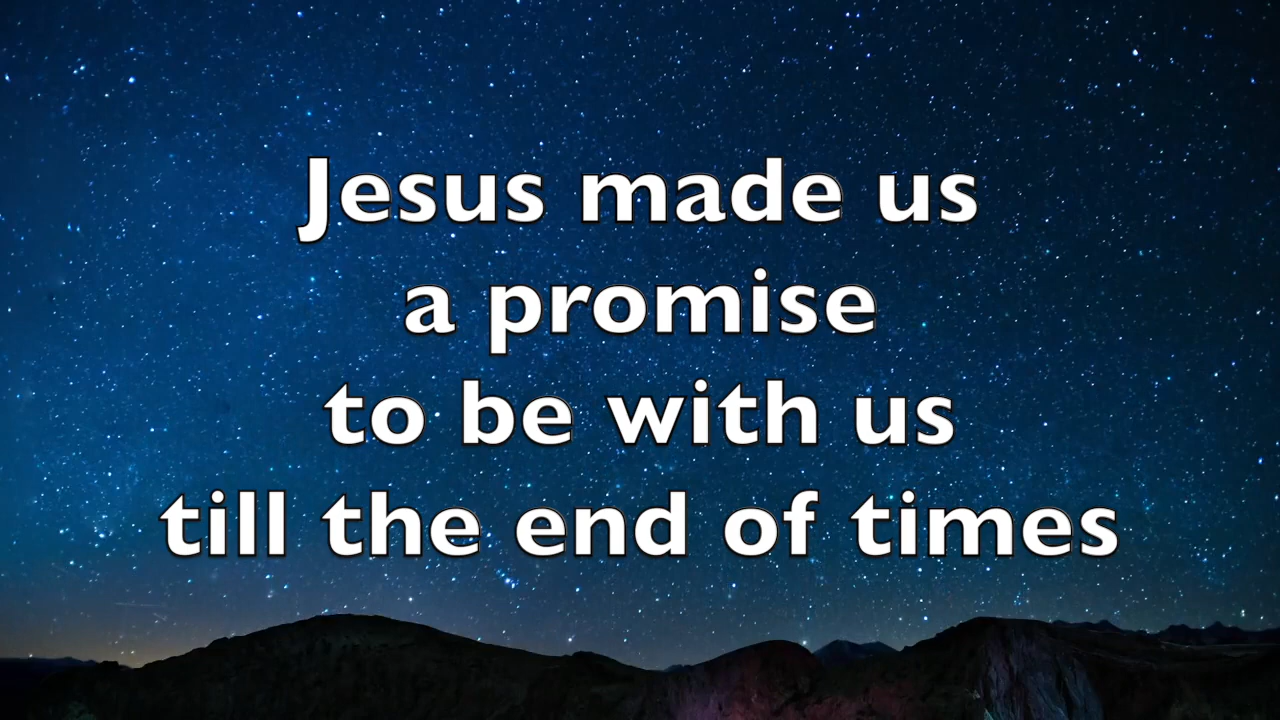 Jesus made us
a promise
to be with us
till the end of times